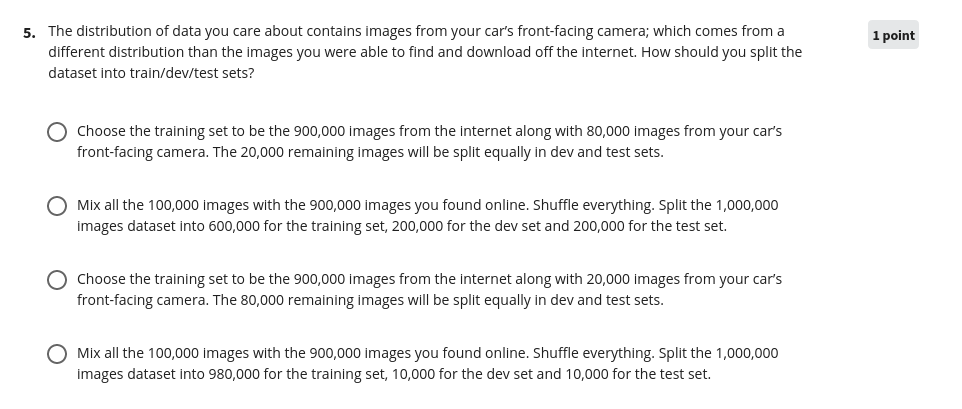 5. The distribution of data you care about contains images from your car’s front-facing camera; which comes from a
different distribution than the images you were able to find and download off the internet. How should you split the
dataset into train/dev/test sets?
1 point
Choose the training set to be the 900,000 images from the internet along with 80,000 images from your car’s
front-facing camera. The 20,000 remaining images will be split equally in dev and test sets.
Mix all the 100,000 images with the 900,000 images you found online. Shuffle everything. Split the 1,000,000
images dataset into 600,000 for the training set, 200,000 for the dev set and 200,000 for the test set.
Choose the training set to be the 900,000 images from the internet along with 20,000 images from your car’s
front-facing camera. The 80,000 remaining images will be split equally in dev and test sets.
Mix all the 100,000 images with the 900,000 images you found online. Shuffle everything. Split the 1,000,000
images dataset into 980,000 for the training set, 10,000 for the dev set and 10,000 for the test set.